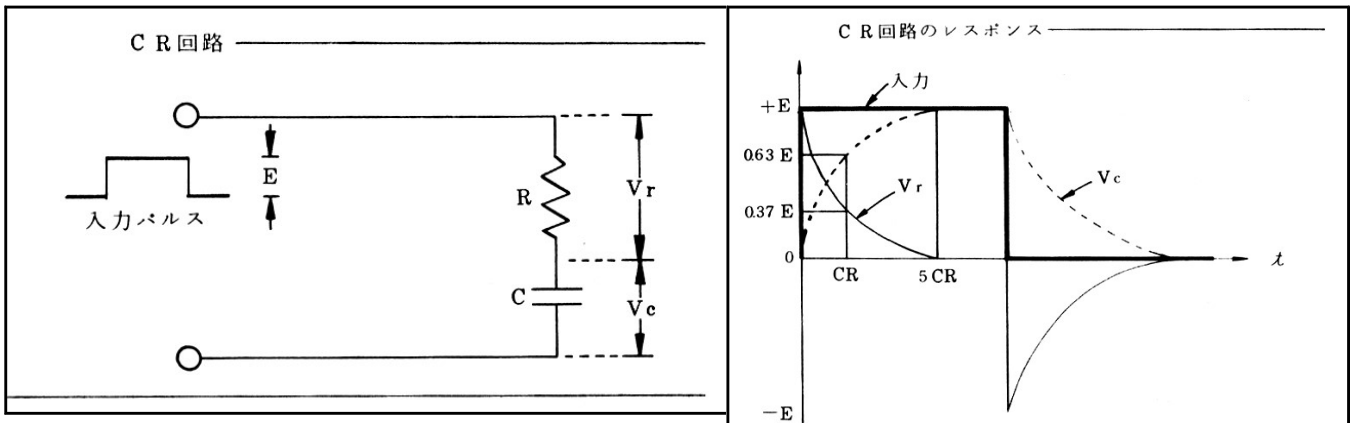 CR回路
E
入力パルス
R
C
Vr
Vc
CR回路のレスポンス
入力
+E
0.63 E
0.37 E
0
-E
Vr
Vc
CR
5 CR
t